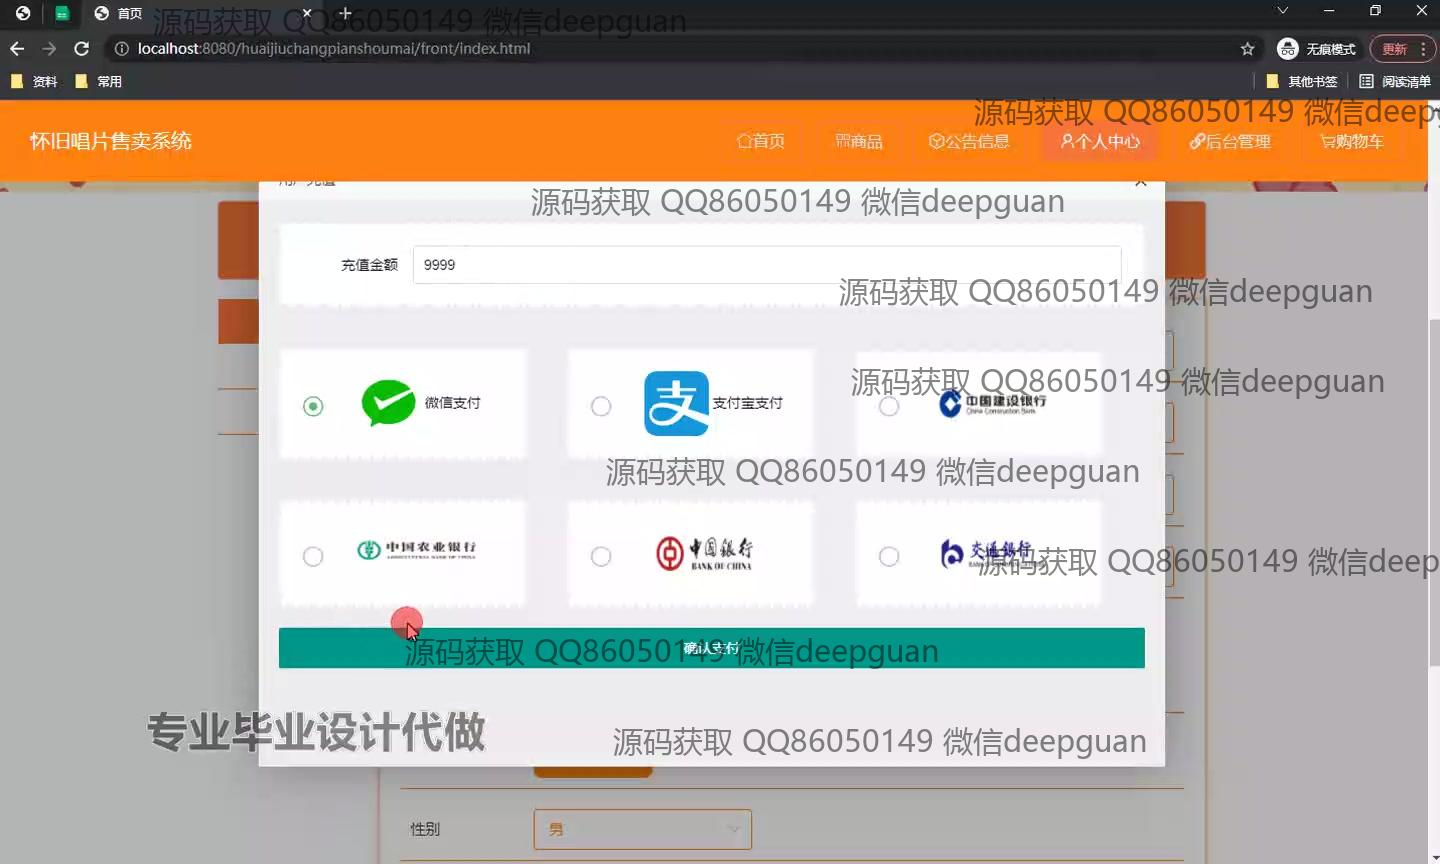 首页
源码获取 QQ86050149 微信deepguan
localhost:8080/huaijiuchangpianshoumai/front/index.html
无痕模式
更新
资料
常用
其他书签
阅读清单
源码获取 QQ86050149 微信deepg
怀旧唱片售卖系统
首页
商品
公告信息
个人中心
后台管理
购物车
用户充值
源码获取 QQ86050149 微信deepguan
充值金额
9999
源码获取 QQ86050149 微信deepguan
源码获取 QQ86050149 微信deepguan
微信支付
支
支付宝支付
中国建设银行
China Construction Bank
源码获取 QQ86050149 微信deepguan
中国农业银行
AGRICULTURAL BANK OF CHINA
中国银行
BANK OF CHINA
交通银行
源码获取 QQ86050149 微信deep
确认支付
源码获取 QQ86050149 微信deepguan
专业毕业设计代做
源码获取 QQ86050149 微信deepguan
性别
男